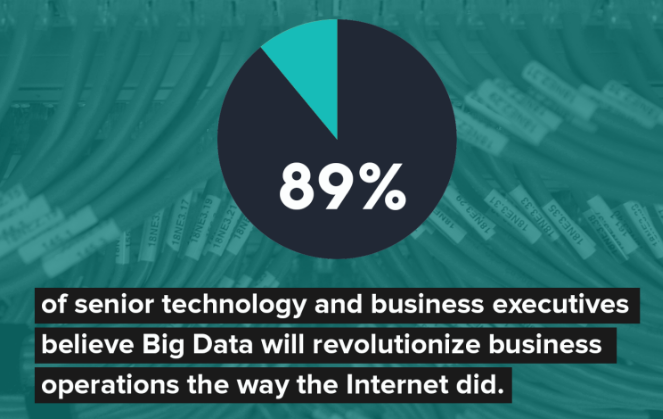 89%
of senior technology and business executives
believe Big Data will revolutionize business
operations the way the Internet did.